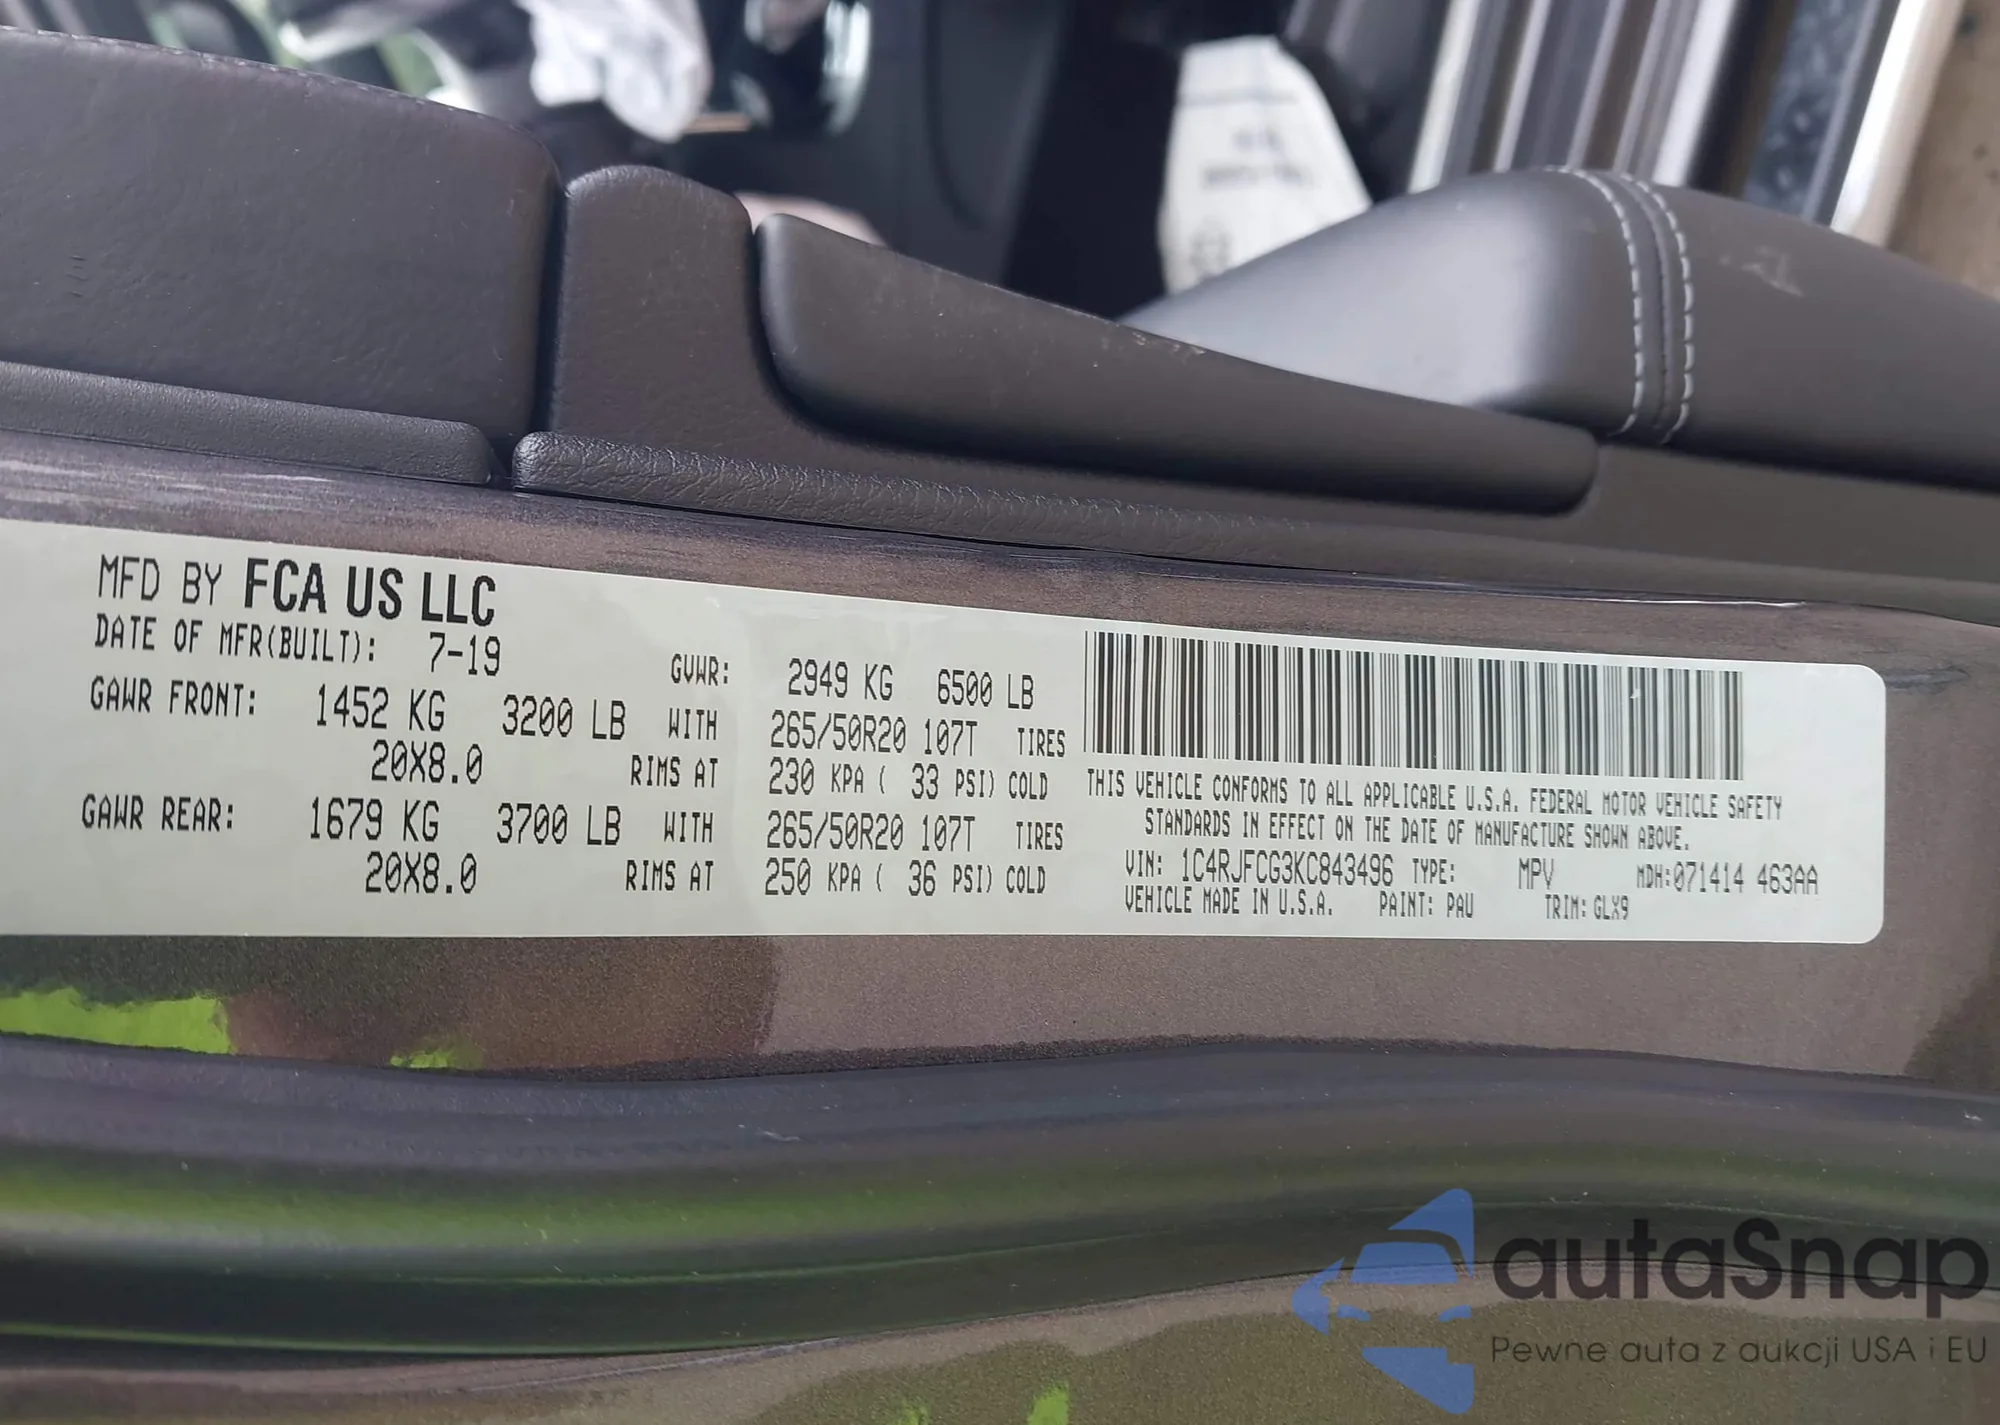 MFD BY FCA US LLC
DATE OF MFR(BUILT): 7-19
GVWR: 2949 KG 6500 LB
GAWR FRONT: 1452 KG 3200 LB WITH 265/50R20 107T TIRES
20X8.0 RIMS AT 230 KPA ( 33 PSI) COLD
GAWR REAR: 1679 KG 3700 LB WITH 265/50R20 107T TIRES
20X8.0 RIMS AT 250 KPA ( 36 PSI) COLD
THIS VEHICLE CONFORMS TO ALL APPLICABLE U.S.A. FEDERAL MOTOR VEHICLE SAFETY
STANDARDS IN EFFECT ON THE DATE OF MANUFACTURE SHOWN ABOVE.
VIN: 1C4RJFCG3KC843496 TYPE: MPV MDH:071414 463AA
VEHICLE MADE IN U.S.A. PAINT: PAU TRIM: GLX9
autaSnap
Pewne auta z aukcji USA i EU